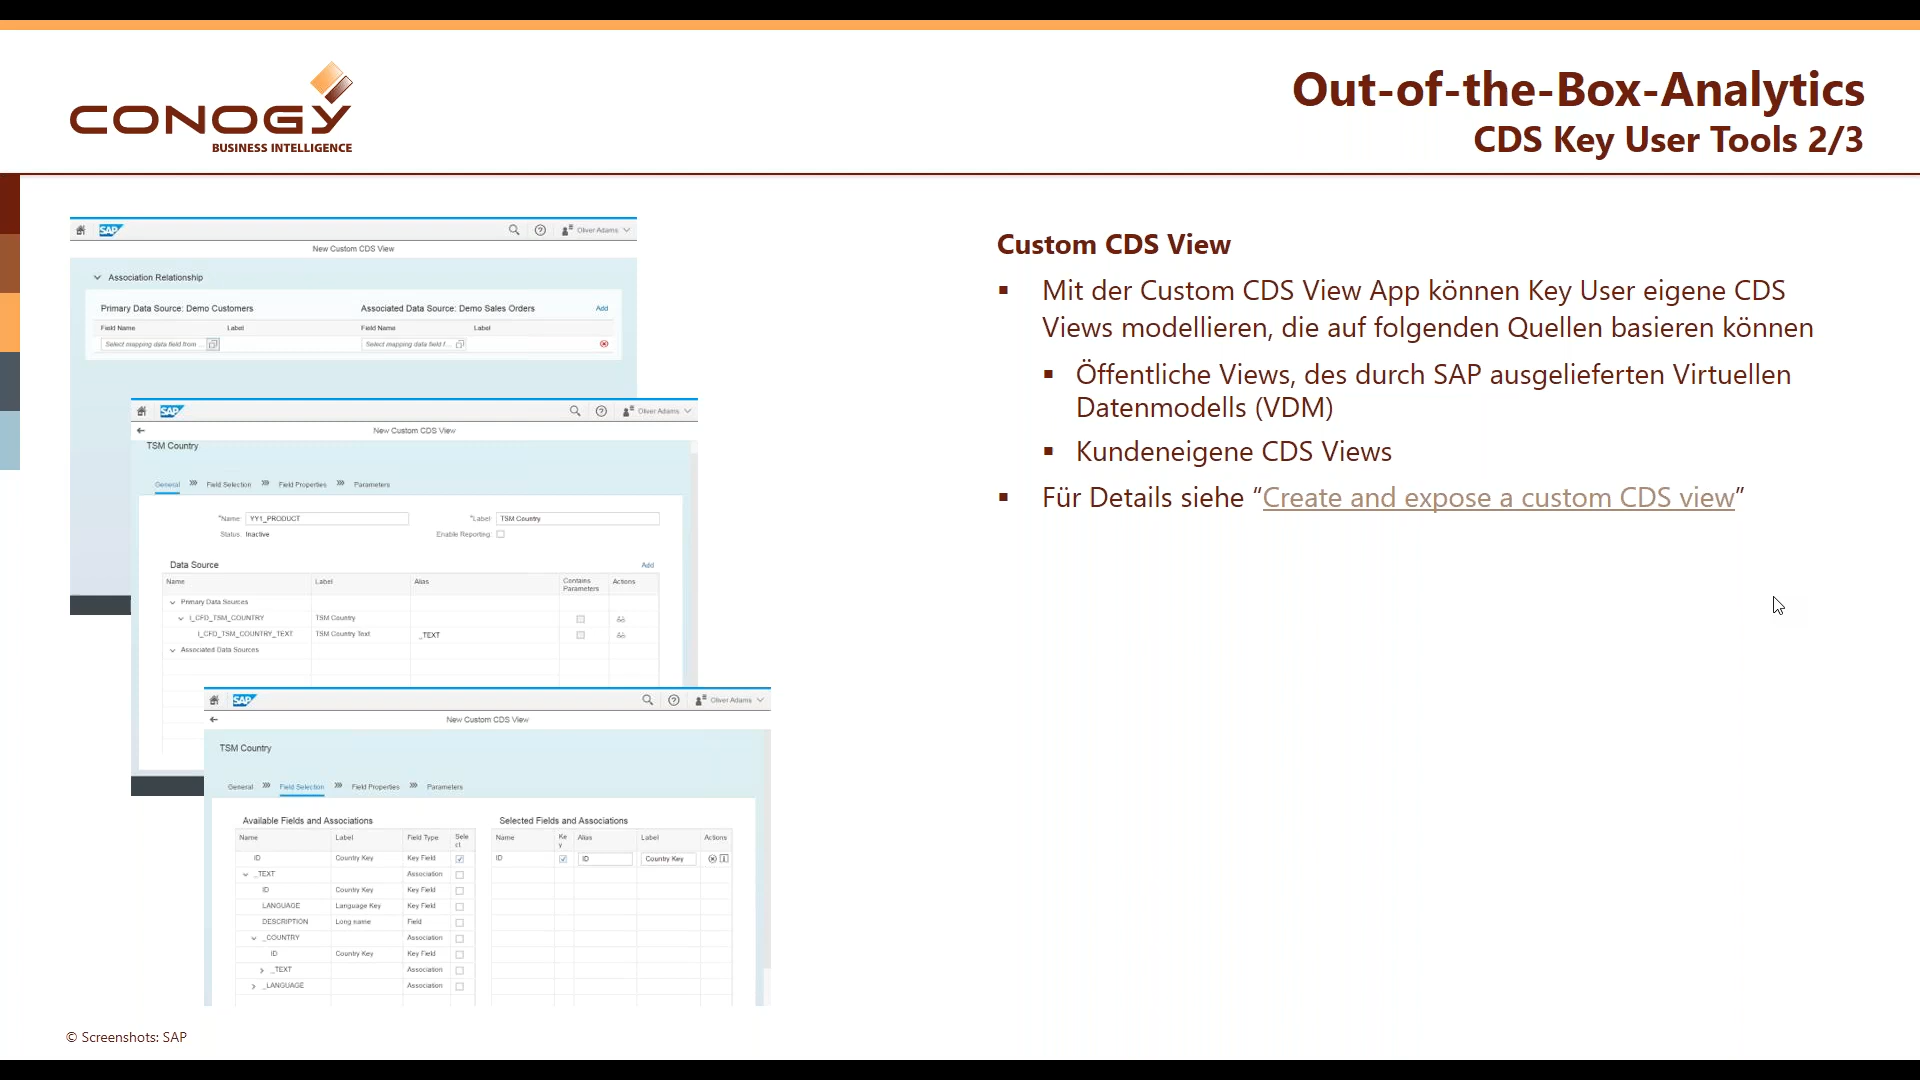 CONOGY
BUSINESS INTELLIGENCE
Out-of-the-Box-Analytics
CDS Key User Tools 2/3
SAP
Oliver Adams
New Custom CDS View
Association Relationship
Primary Data Source: Demo Customers
Associated Data Source: Demo Sales Orders
Add
Field Name Label
Field Name Label
Select mapping data field from ...
Select mapping data field f...
SAP
Oliver Adams
New Custom CDS View
TSM Country
General Field Selection Field Properties Parameters
*Name: YY1_PRODUCT
*Label: TSM Country
Status: Inactive
Enable Reporting:
Data Source
Add
Name Label Alias Contains Parameters Actions
Primary Data Sources
I_CFD_TSM_COUNTRY TSM Country
I_CFD_TSM_COUNTRY_TEXT TSM Country Text _TEXT
Associated Data Sources
SAP
Oliver Adams
New Custom CDS View
TSM Country
General Field Selection Field Properties Parameters
Available Fields and Associations
Name Label Field Type Select
ID Country Key Key Field
_TEXT Association
ID Country Key Key Field
LANGUAGE Language Key Key Field
DESCRIPTION Long name Field
_COUNTRY Association
ID Country Key Key Field
_TEXT Association
_LANGUAGE Association
Selected Fields and Associations
Name Key Alias Label Actions
ID ID Country Key
Custom CDS View
▪ Mit der Custom CDS View App können Key User eigene CDS
Views modellieren, die auf folgenden Quellen basieren können
▪ Öffentliche Views, des durch SAP ausgelieferten Virtuellen
Datenmodells (VDM)
▪ Kundeneigene CDS Views
▪ Für Details siehe “Create and expose a custom CDS view”
© Screenshots: SAP